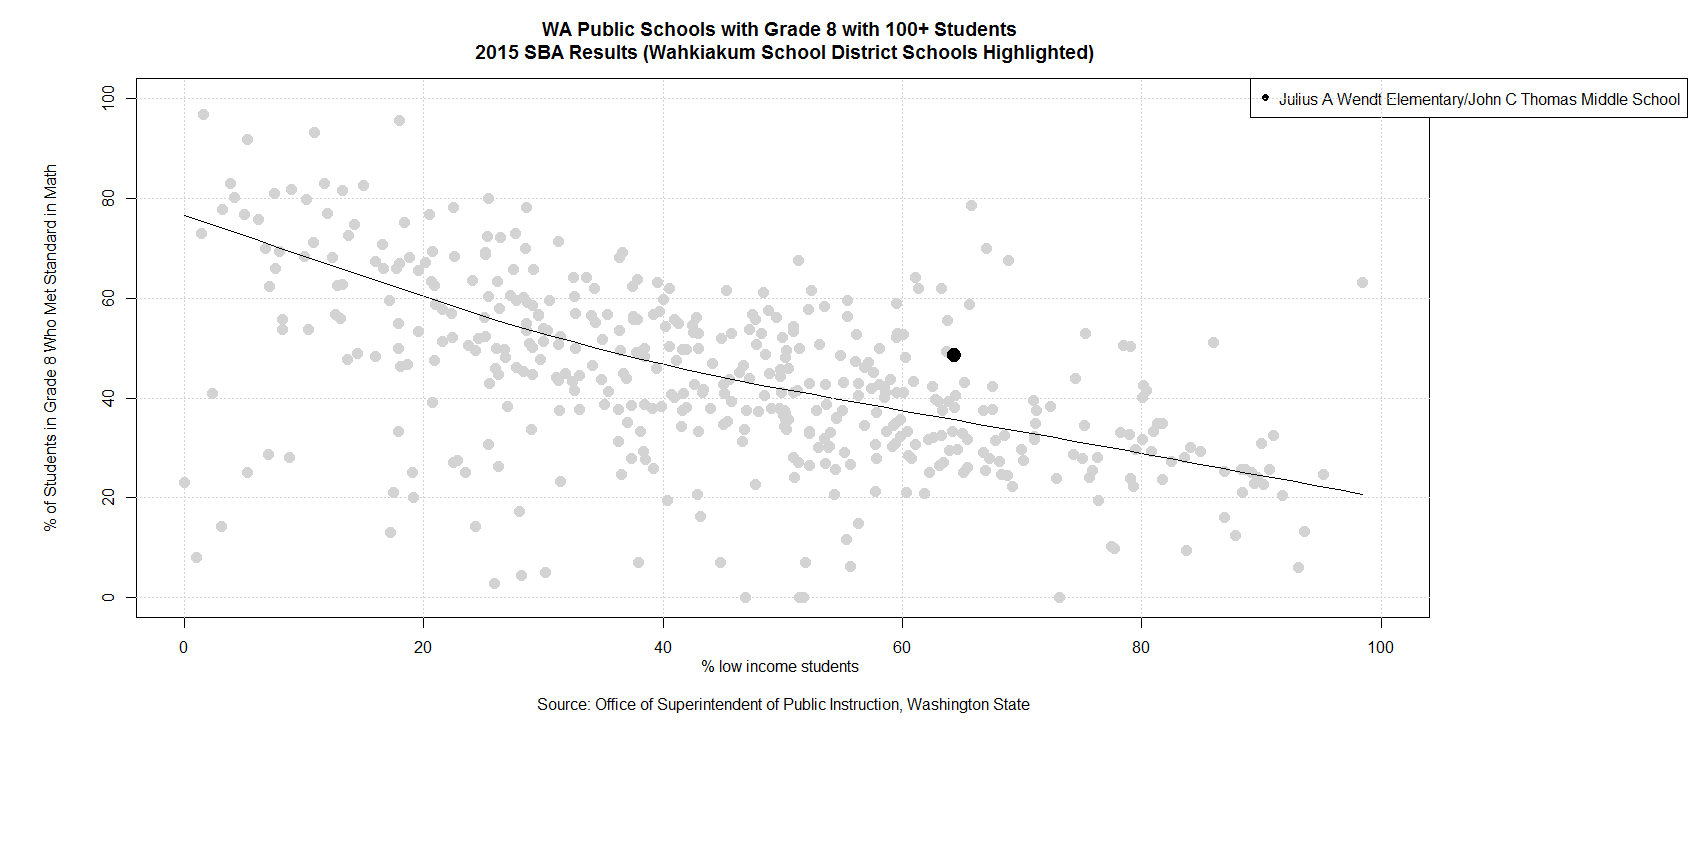 WA Public Schools with Grade 8 with 100+ Students
2015 SBA Results (Wahkiakum School District Schools Highlighted)
Julius A Wendt Elementary/John C Thomas Middle School
% of Students in Grade 8 Who Met Standard in Math
100
80
60
40
20
0
0 20 40 60 80 100
% low income students
Source: Office of Superintendent of Public Instruction, Washington State